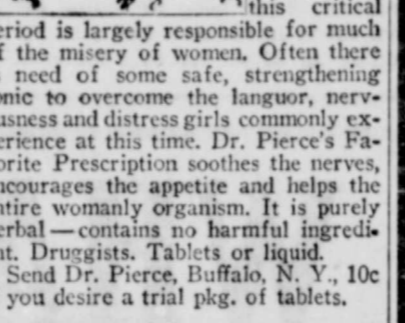 this critical
eriod is largely responsible for much
f the misery of women. Often there
need of some safe, strengthening
nic to overcome the languor, nerv-
usness and distress girls commonly ex-
erience at this time. Dr. Pierce's Fa-
orite Prescription soothes the nerves,
ncourages the appetite and helps the
ntire womanly organism. It is purely
erbal—contains no harmful ingredi-
nt. Druggists. Tablets or liquid.
Send Dr. Pierce, Buffalo, N. Y., 10c
you desire a trial pkg. of tablets.